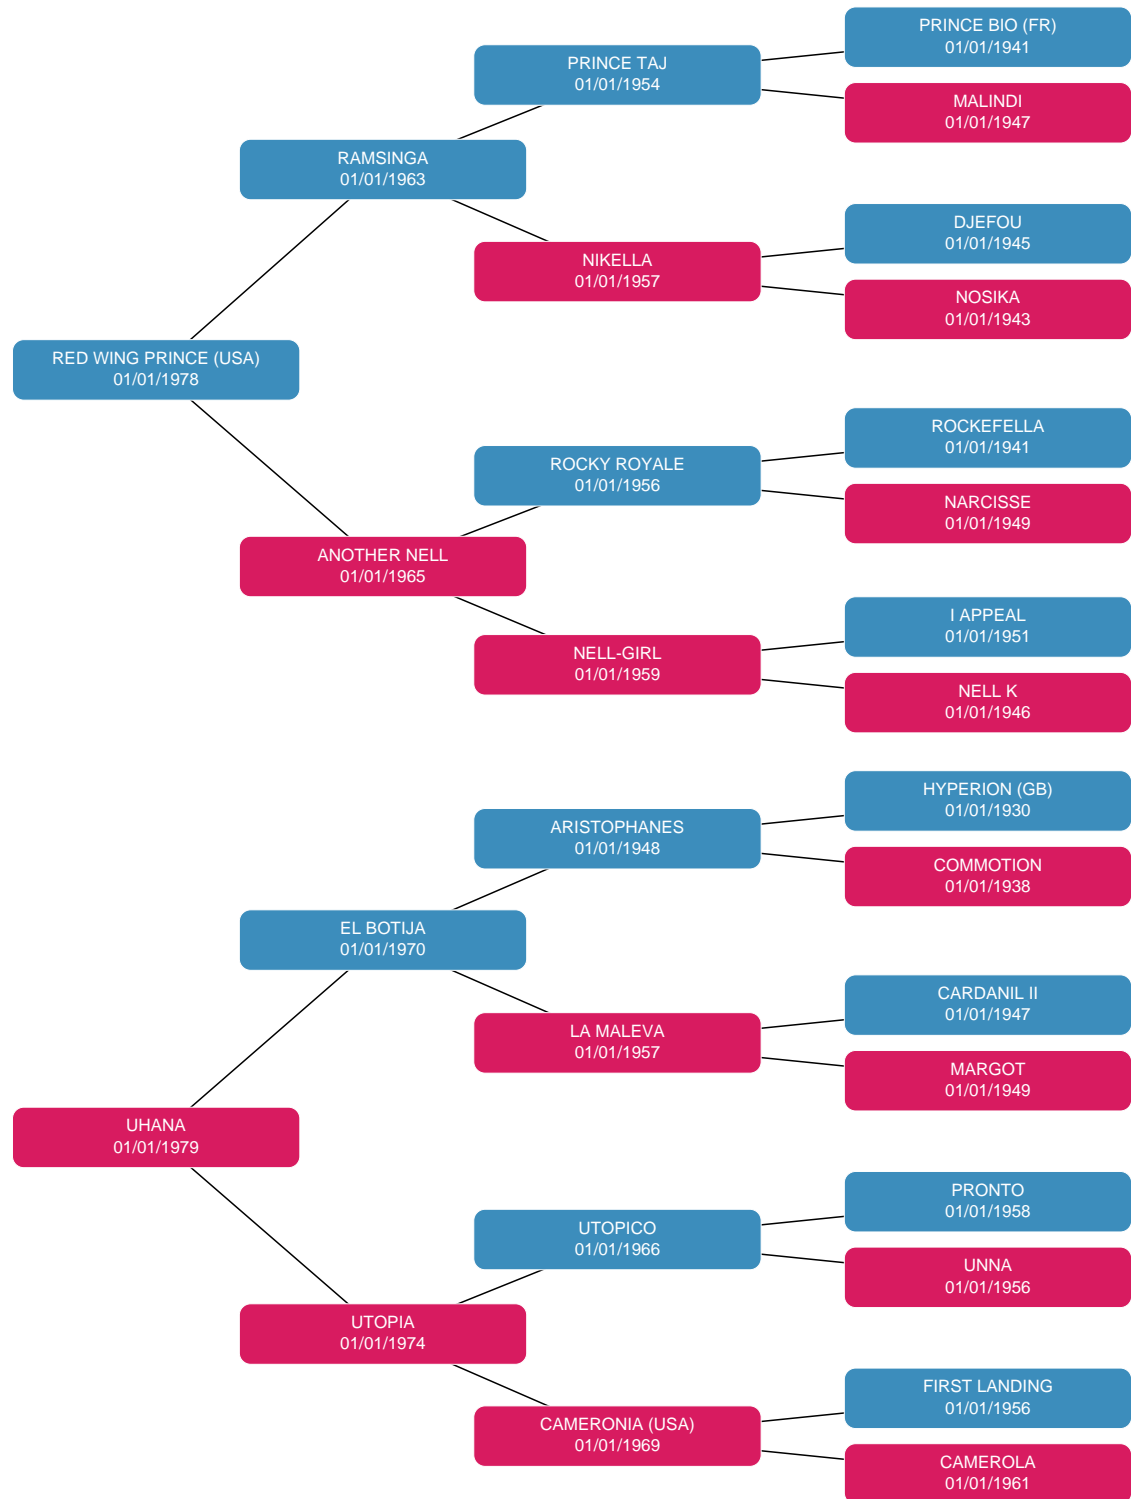 PRINCE BIO (FR)
01/01/1941
PRINCE TAJ
01/01/1954
MALINDI
01/01/1947
RAMSINGA
01/01/1963
DJEFOU
01/01/1945
NIKELLA
01/01/1957
NOSIKA
01/01/1943
RED WING PRINCE (USA)
01/01/1978
ROCKEFELLA
01/01/1941
ROCKY ROYALE
01/01/1956
NARCISSE
01/01/1949
ANOTHER NELL
01/01/1965
I APPEAL
01/01/1951
NELL-GIRL
01/01/1959
NELL K
01/01/1946
HYPERION (GB)
01/01/1930
ARISTOPHANES
01/01/1948
COMMOTION
01/01/1938
EL BOTIJA
01/01/1970
CARDANIL II
01/01/1947
LA MALEVA
01/01/1957
MARGOT
01/01/1949
UHANA
01/01/1979
PRONTO
01/01/1958
UTOPICO
01/01/1966
UNNA
01/01/1956
UTOPIA
01/01/1974
FIRST LANDING
01/01/1956
CAMERONIA (USA)
01/01/1969
CAMEROLA
01/01/1961